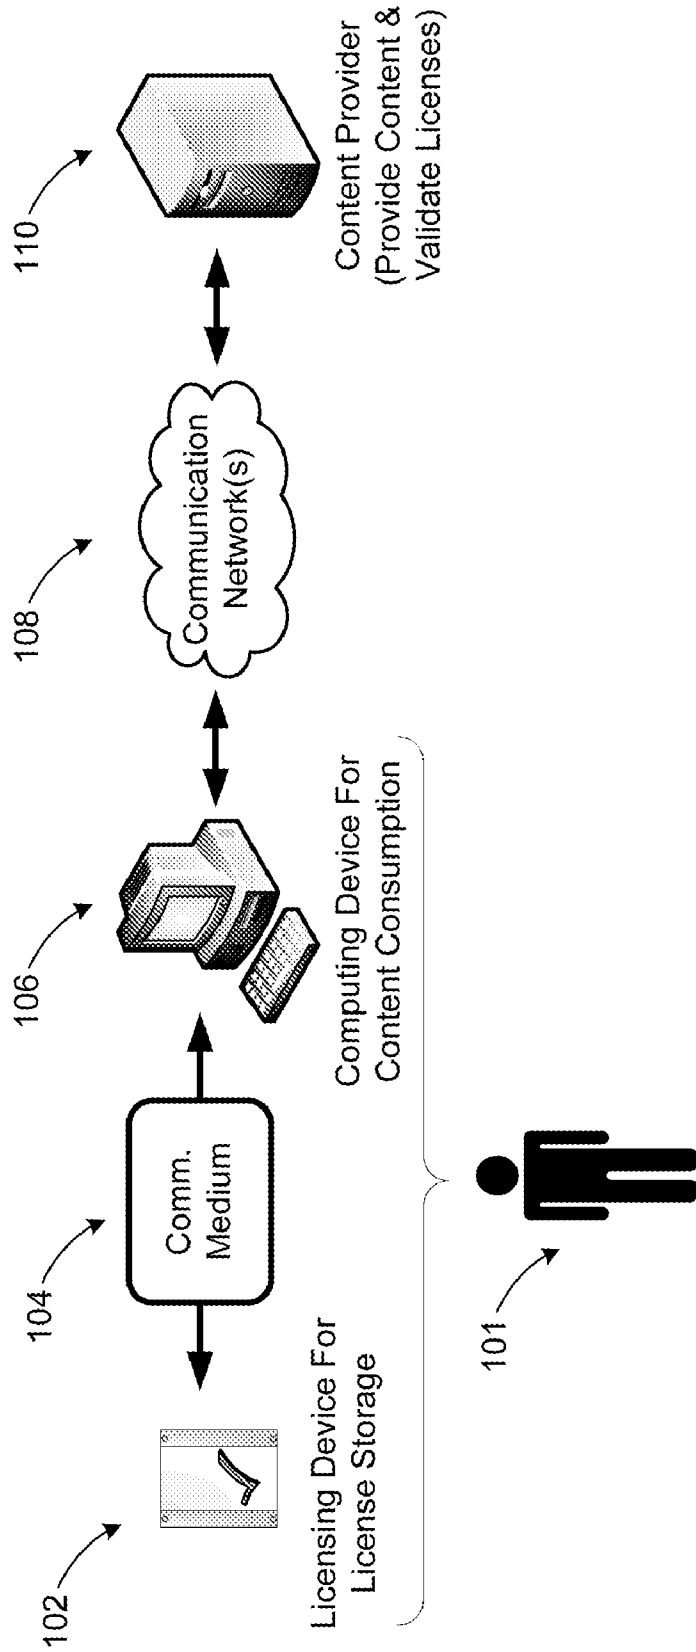 102
104
106
108
110
Comm.
Medium
Communication
Network(s)
Licensing Device For
License Storage
Computing Device For
Content Consumption
Content Provider
(Provide Content &
Validate Licenses)
101